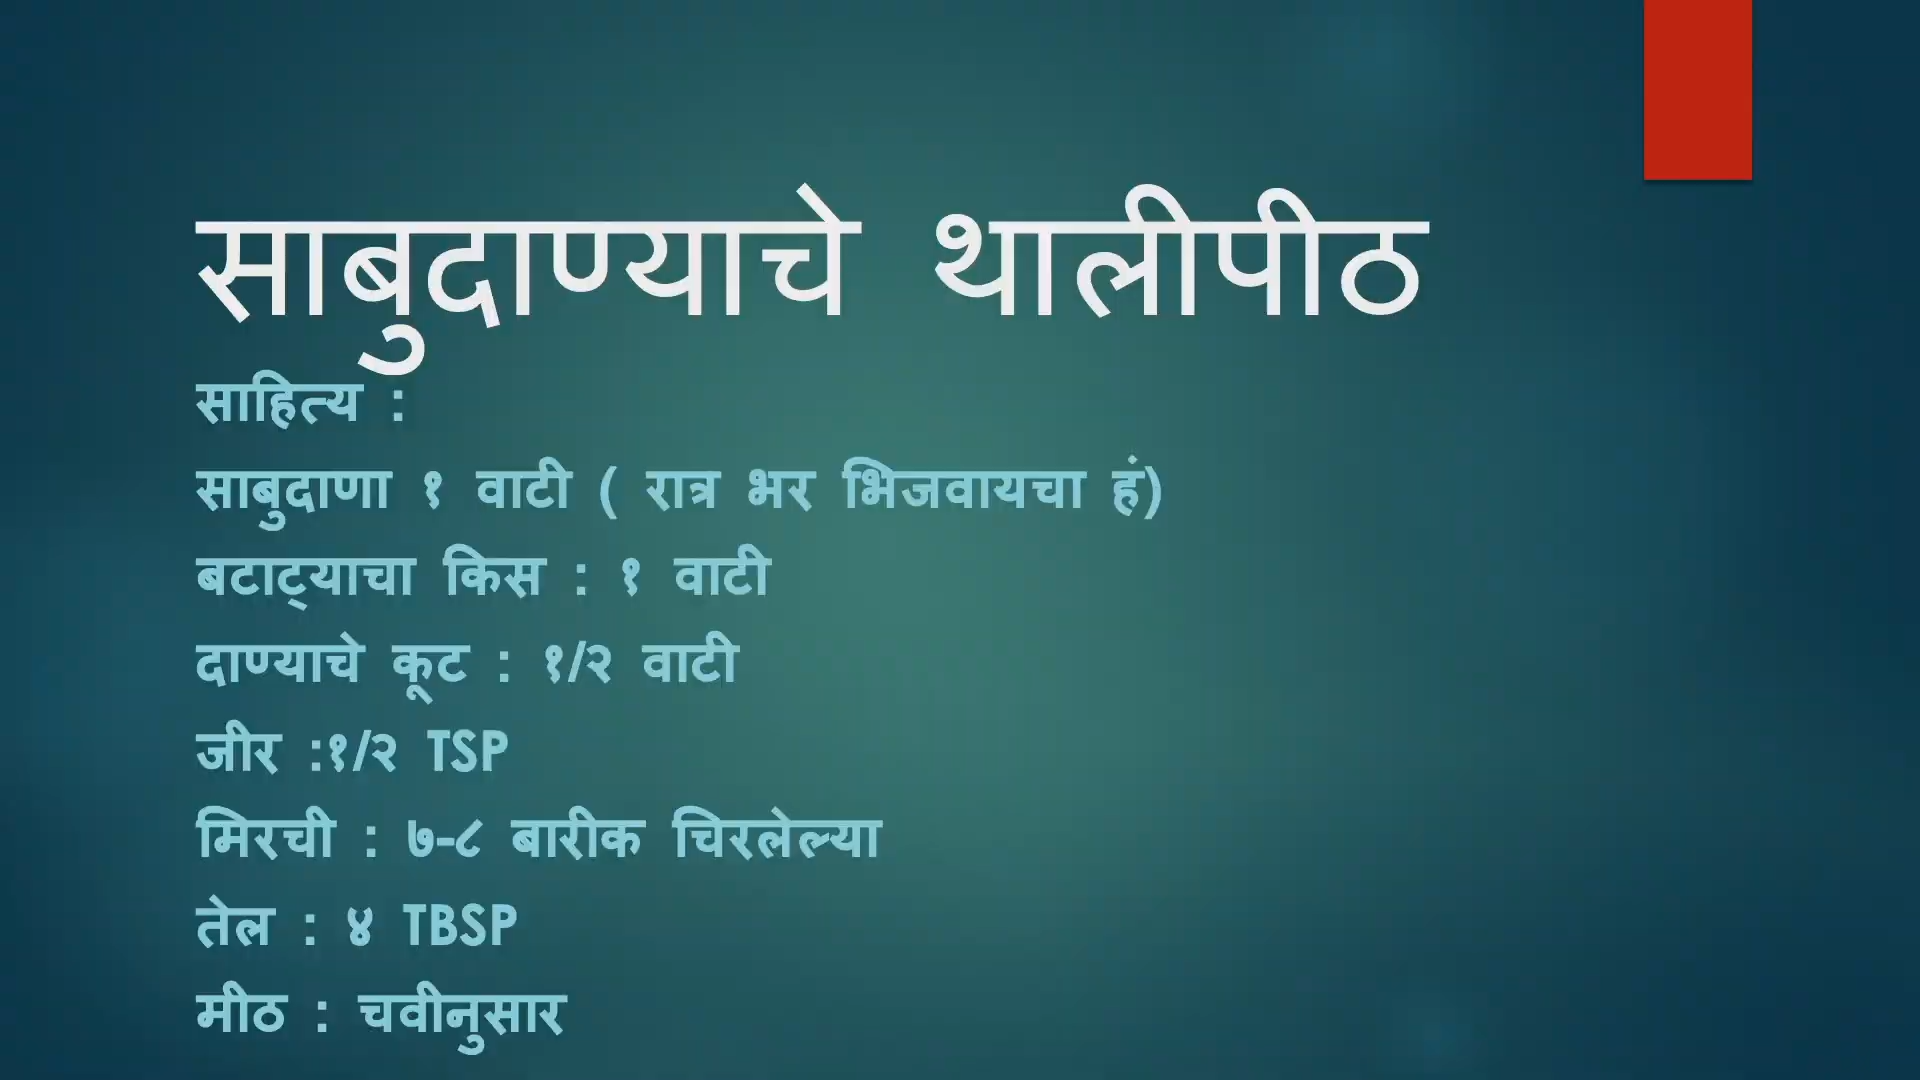 साबुदाण्याचे थालीपीठ
साहित्य :
साबुदाणा १ वाटी ( रात्र भर भिजवायचा हं)
बटाट्याचा किस : १ वाटी
दाण्याचे कूट : १/२ वाटी
जीर :१/२ TSP
मिरची : ७-८ बारीक चिरलेल्या
तेल : ४ TBSP
मीठ : चवीनुसार